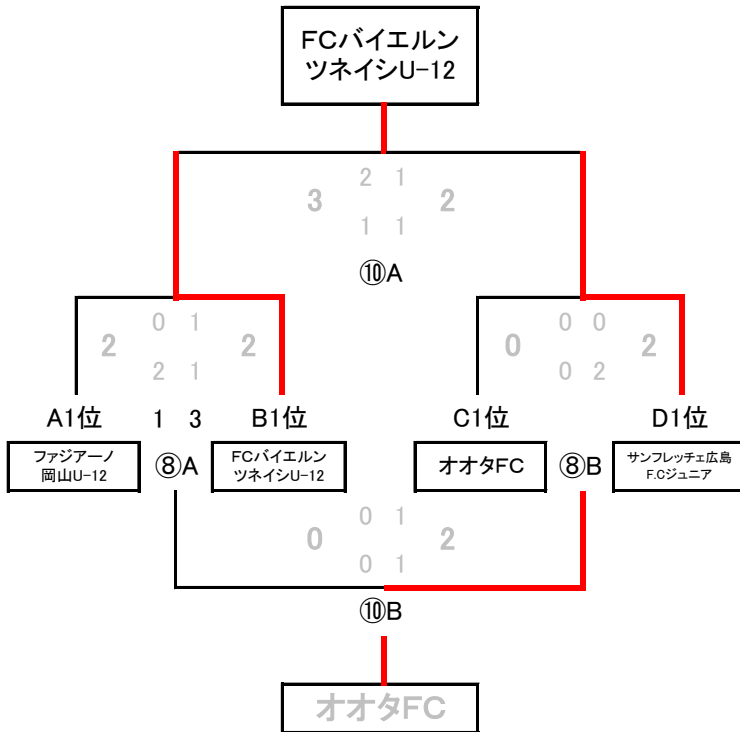 FCバイエルン
ツネイシU-12
2 1
3 2
1 1
⑩A
0 1 0 0
2 2 0 2
2 1 0 2
A1位 1 3 B1位 C1位 D1位
ファジアーノ
岡山U-12
⑧A
FCバイエルン
ツネイシU-12
オオタFC
⑧B
サンフレッチェ広島
F.Cジュニア
0 1
0 2
0 1
⑩B
オオタFC